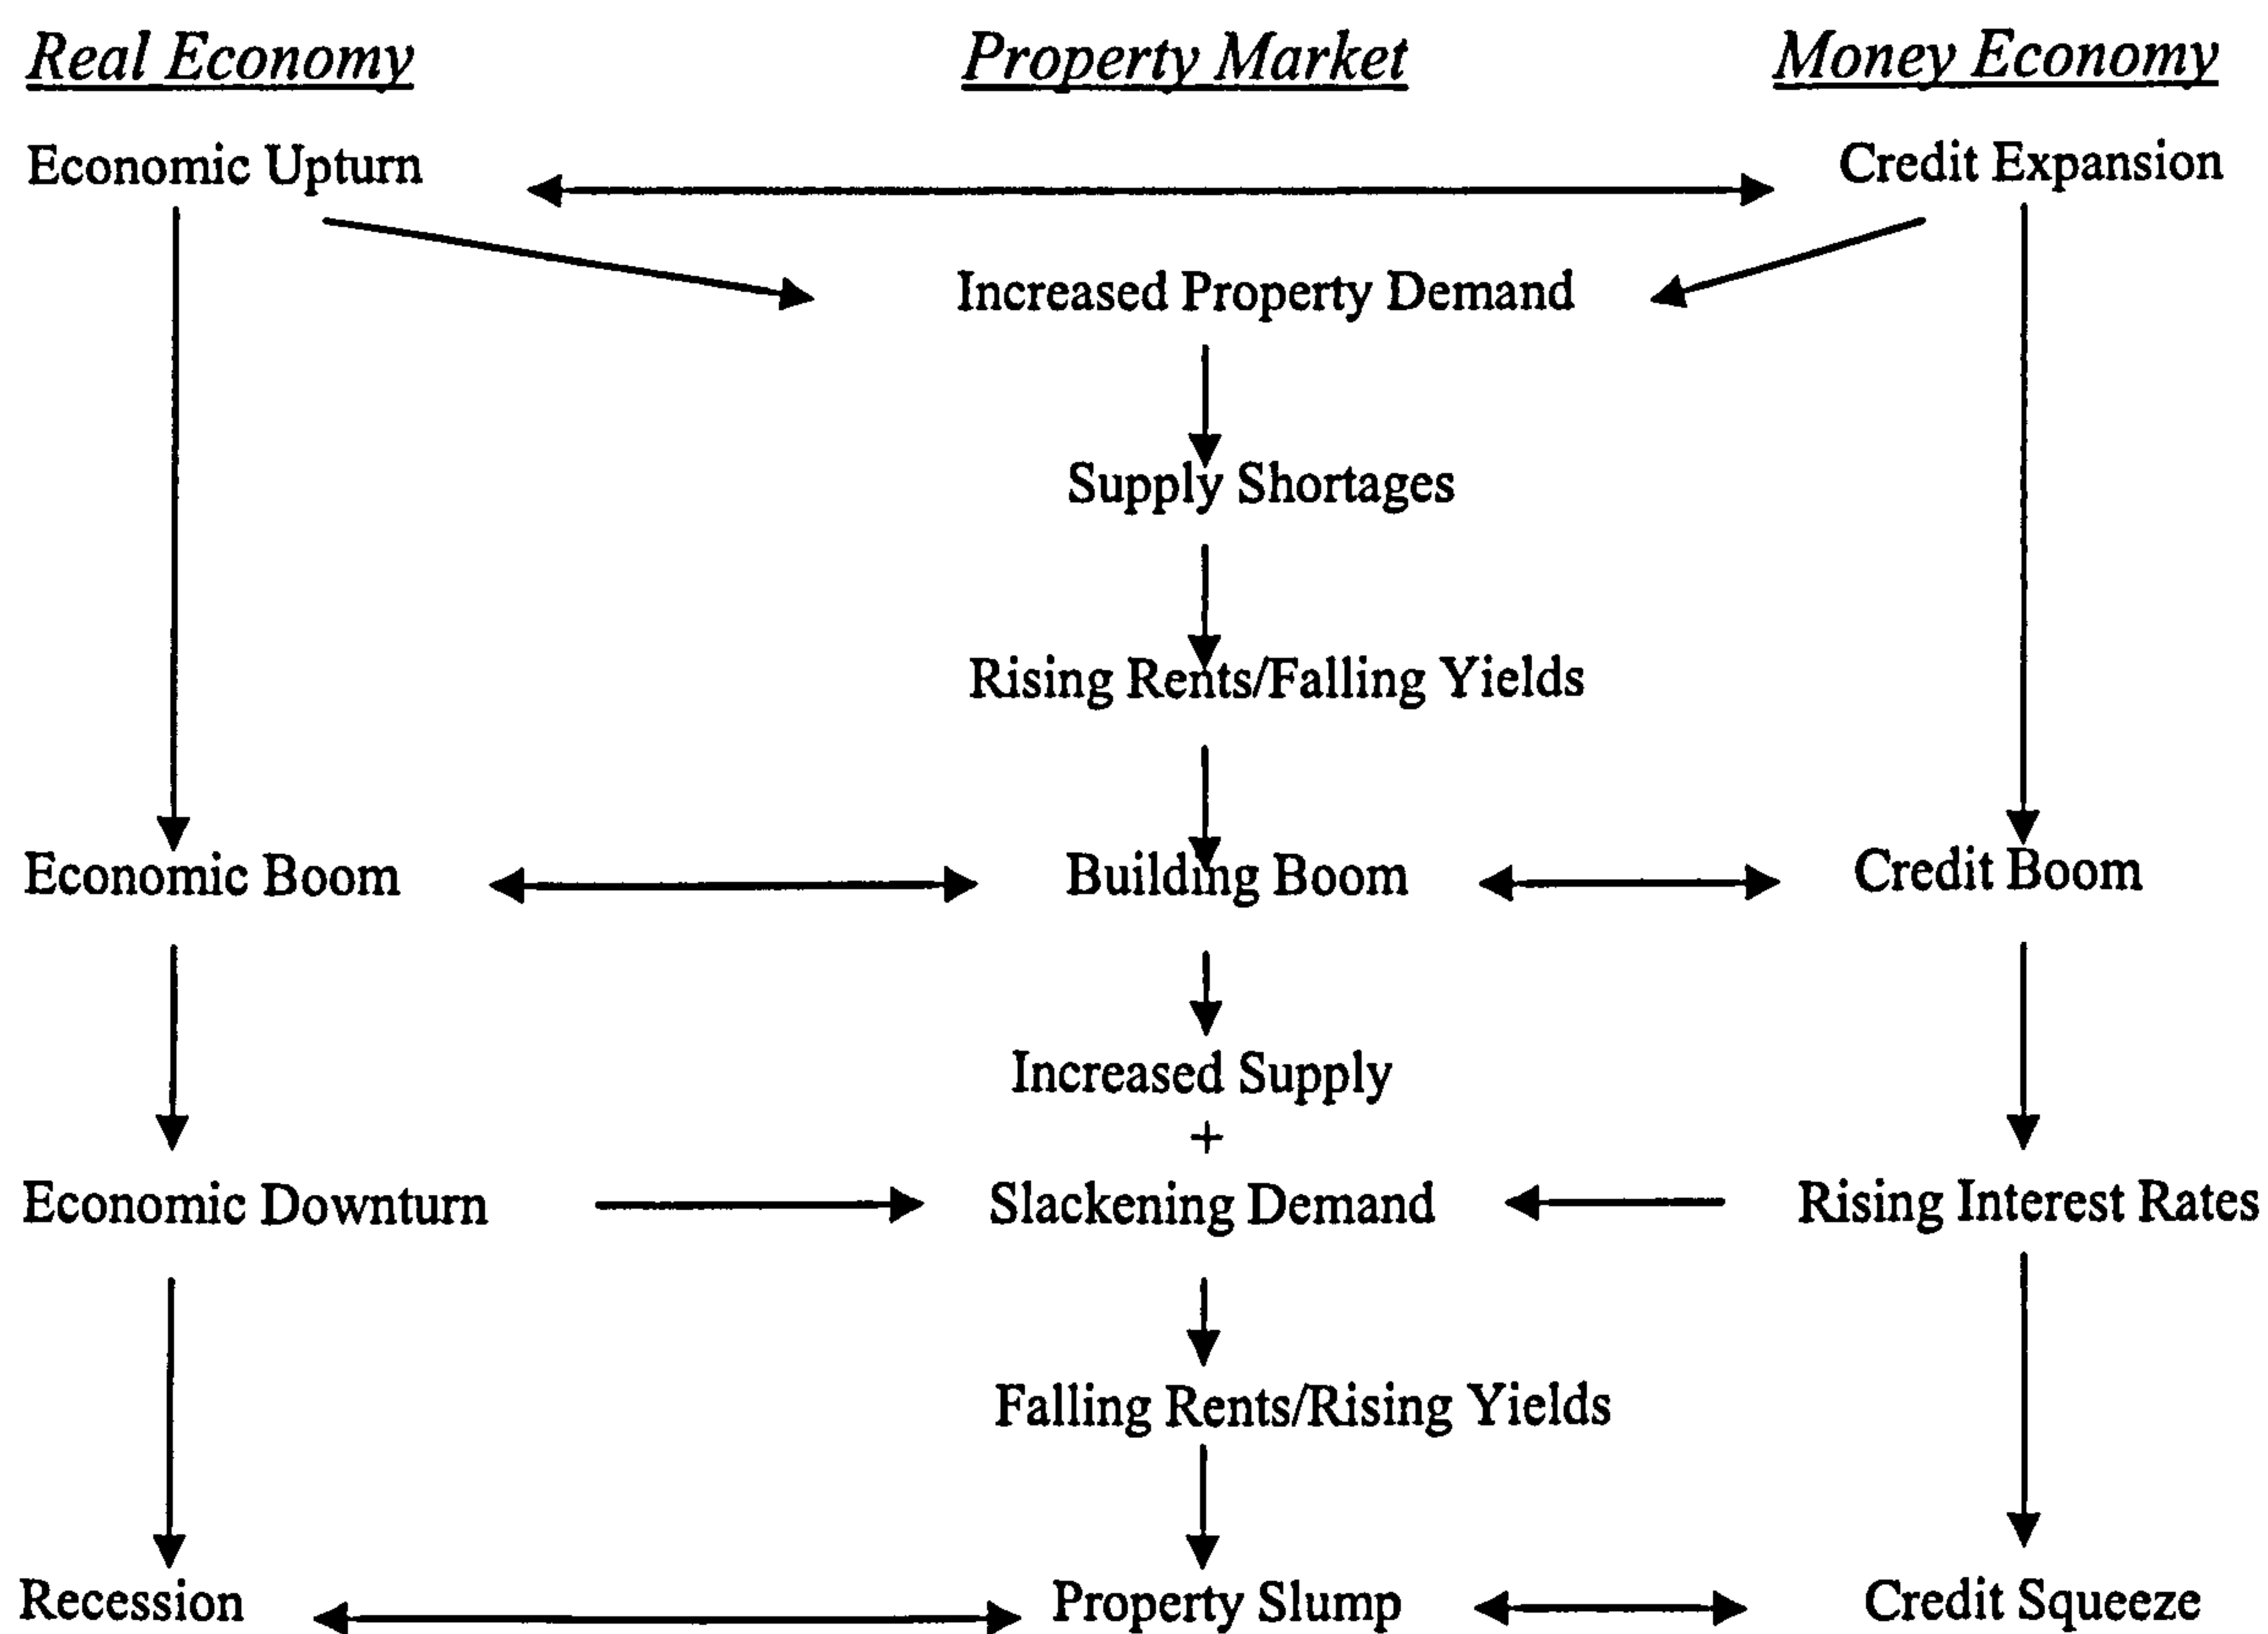 Real Economy Property Market Money Economy
Economic Upturn Credit Expansion
Increased Property Demand
Supply Shortages
Rising Rents/Falling Yields
Economic Boom Building Boom Credit Boom
Increased Supply
+
Economic Downturn Slackening Demand Rising Interest Rates
Falling Rents/Rising Yields
Recession Property Slump Credit Squeeze